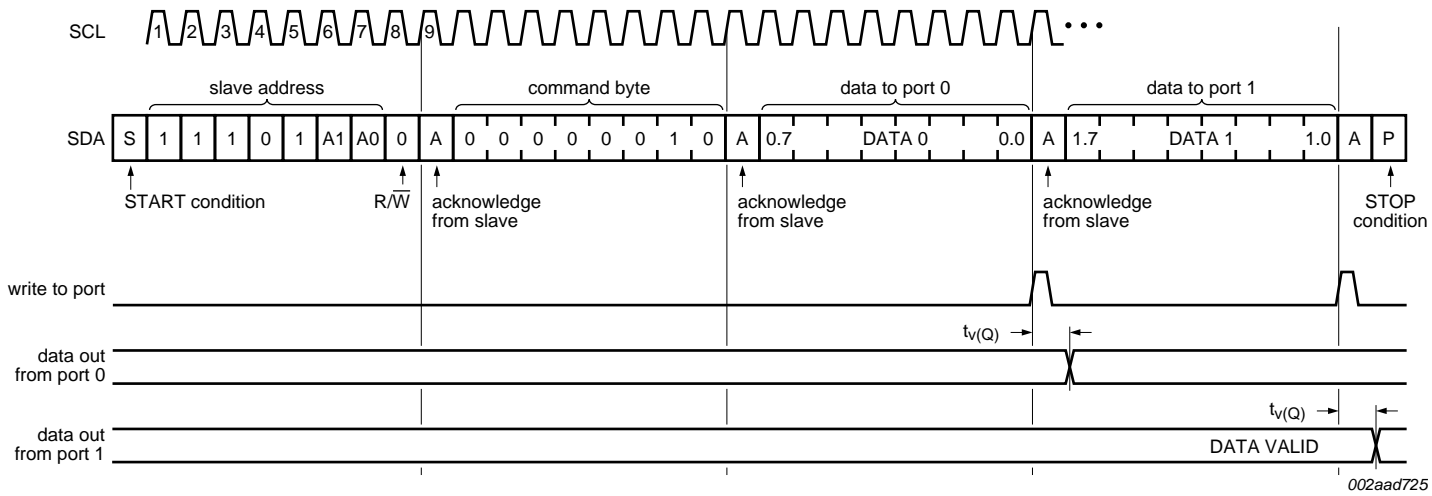 SCL 1 2 3 4 5 6 7 8 9
slave address command byte data to port 0 data to port 1
SDA S 1 1 1 0 1 A1 A0 0 A 0 0 0 0 0 0 1 0 A 0.7 DATA 0 0.0 A 1.7 DATA 1 1.0 A P
START condition R/W̅ acknowledge acknowledge acknowledge STOP
from slave from slave from slave condition
write to port
tv(Q)
data out
from port 0
tv(Q)
data out
from port 1 DATA VALID
002aad725